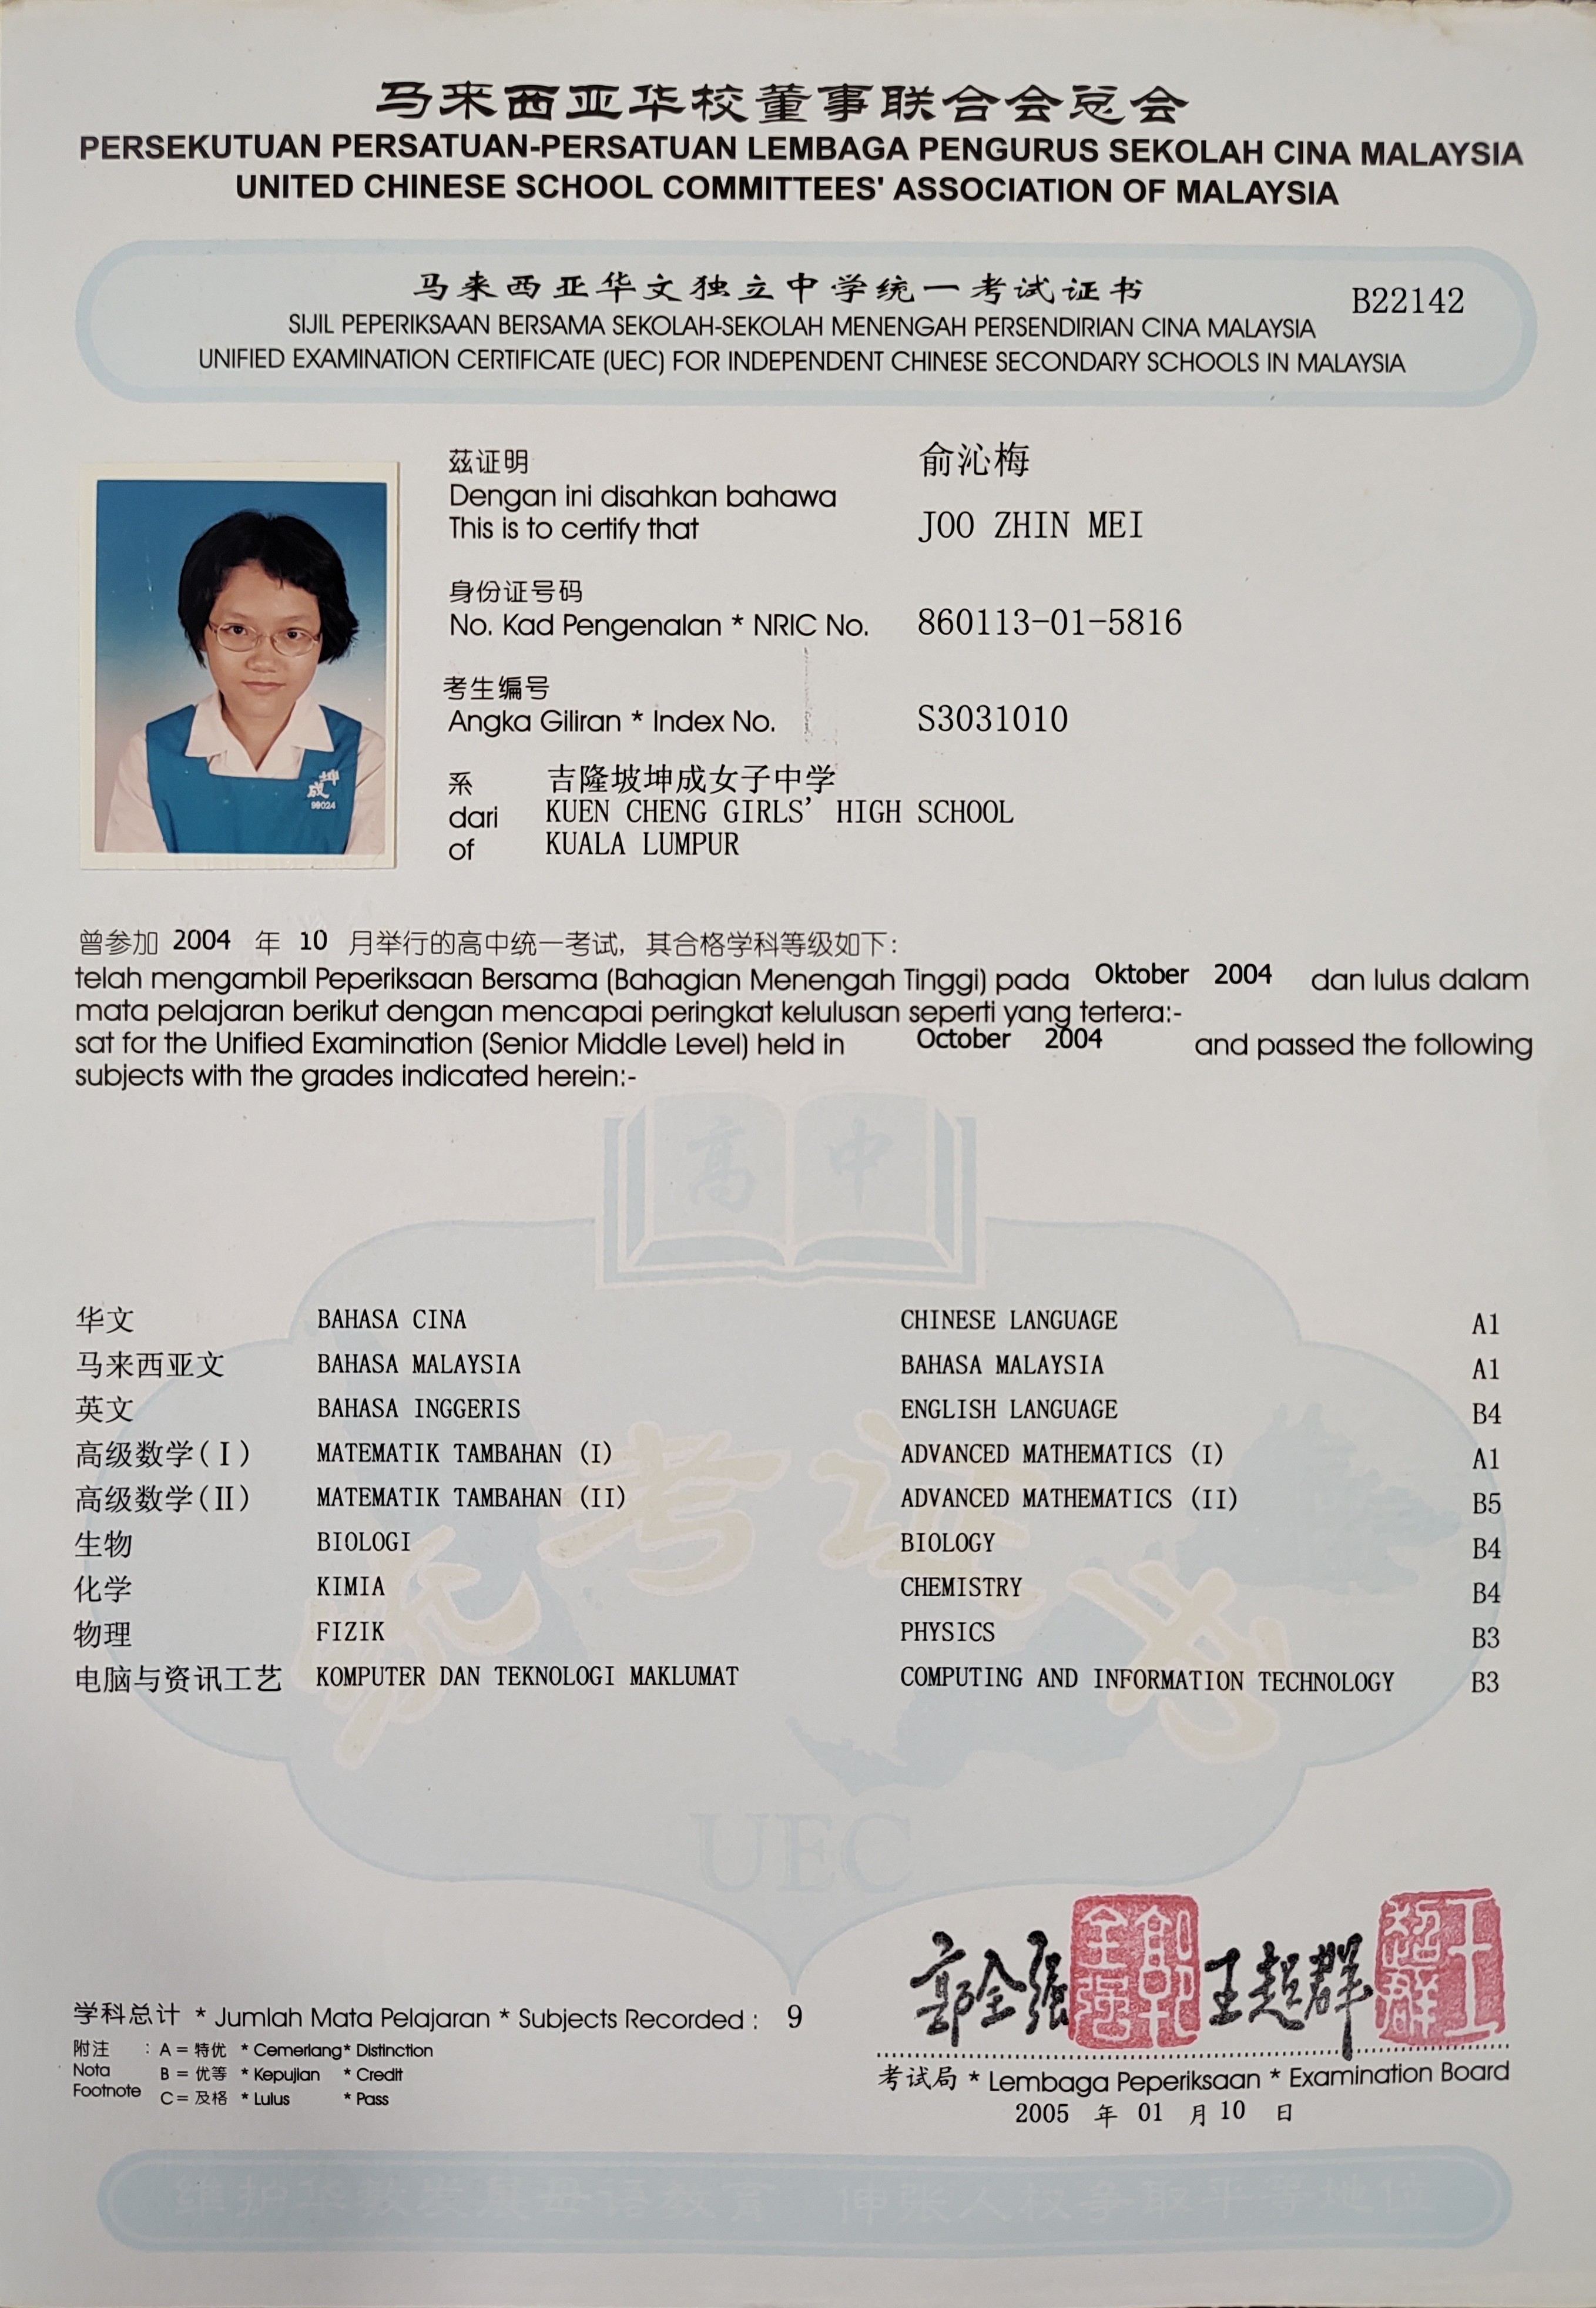 马来西亚华校董事联合会总会
PERSEKUTUAN PERSATUAN-PERSATUAN LEMBAGA PENGURUS SEKOLAH CINA MALAYSIA
UNITED CHINESE SCHOOL COMMITTEES' ASSOCIATION OF MALAYSIA
马来西亚华文独立中学统一考试证书
B22142
SIJIL PEPERIKSAAN BERSAMA SEKOLAH-SEKOLAH MENENGAH PERSENDIRIAN CINA MALAYSIA
UNIFIED EXAMINATION CERTIFICATE (UEC) FOR INDEPENDENT CHINESE SECONDARY SCHOOLS IN MALAYSIA
兹证明 俞沁梅
Dengan ini disahkan bahawa
This is to certify that JOO ZHIN MEI
身份证号码
No. Kad Pengenalan * NRIC No. 860113-01-5816
考生编号
Angka Giliran * Index No. S3031010
系 吉隆坡坤成女子中学
dari KUEN CHENG GIRLS' HIGH SCHOOL
of KUALA LUMPUR
坤成
99024
曾参加 2004 年 10 月举行的高中统一考试, 其合格学科等级如下:
telah mengambil Peperiksaan Bersama (Bahagian Menengah Tinggi) pada Oktober 2004 dan lulus dalam
mata pelajaran berikut dengan mencapai peringkat kelulusan seperti yang tertera:-
sat for the Unified Examination (Senior Middle Level) held in October 2004 and passed the following
subjects with the grades indicated herein:-
高中
华文 BAHASA CINA CHINESE LANGUAGE A1
马来西亚文 BAHASA MALAYSIA BAHASA MALAYSIA A1
英文 BAHASA INGGERIS ENGLISH LANGUAGE B4
高级数学(Ⅰ) MATEMATIK TAMBAHAN (I) ADVANCED MATHEMATICS (I) A1
高级数学(Ⅱ) MATEMATIK TAMBAHAN (II) ADVANCED MATHEMATICS (II) B5
生物 BIOLOGI BIOLOGY B4
化学 KIMIA CHEMISTRY B4
物理 FIZIK PHYSICS B3
电脑与资讯工艺 KOMPUTER DAN TEKNOLOGI MAKLUMAT COMPUTING AND INFORMATION TECHNOLOGY B3
统考证书
UEC
郭全强 王超群
学科总计 * Jumlah Mata Pelajaran * Subjects Recorded : 9
附注 : A = 特优 * Cemerlang * Distinction
Nota B = 优等 * Kepujian * Credit
Footnote C = 及格 * Lulus * Pass
考试局 * Lembaga Peperiksaan * Examination Board
2005 年 01 月 10 日
维护华教发展母语教育 伸张人权争取平等地位